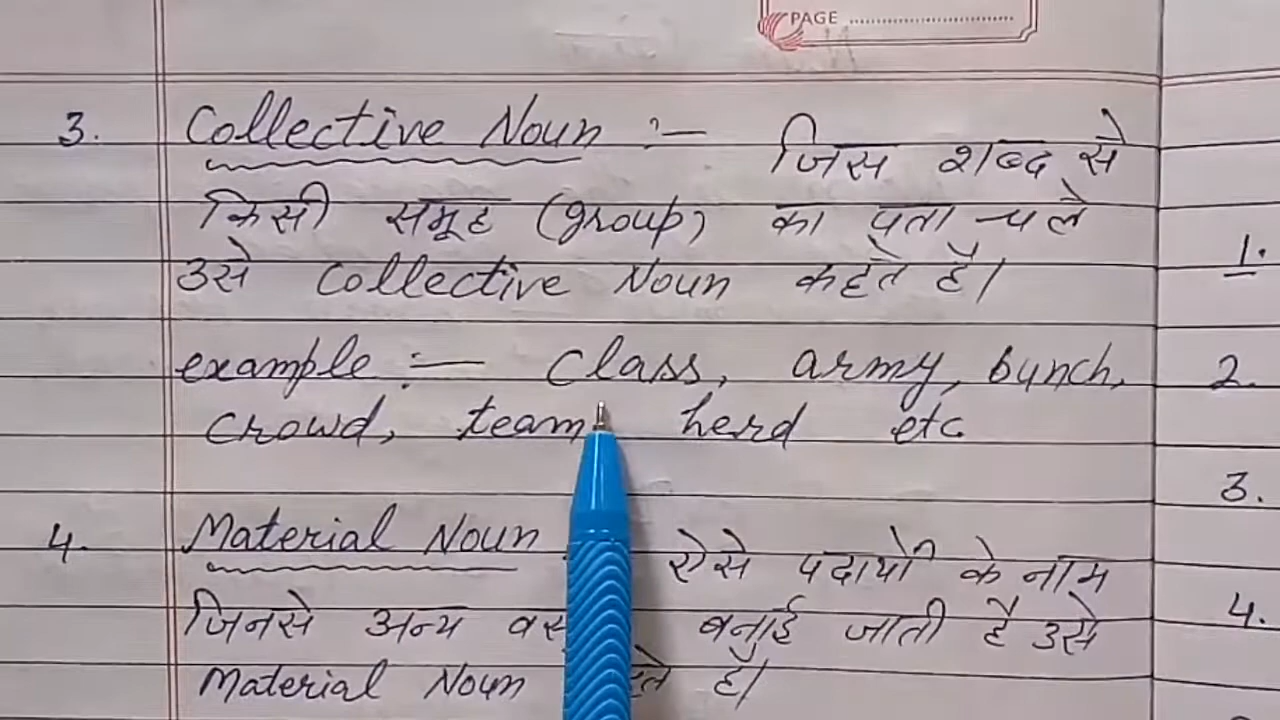 PAGE
3. Collective Noun :- जिस शब्द से
किसी समूह (group) का पता चले
उसे Collective Noun कहते है।
example :- class, army, bunch,
crowd, team herd etc
4. Material Noun ऐसे पदार्थो के नाम
जिनसे अन्य बनाई जाती है उसे
Material Noun है।
1.
2.
3.
4.